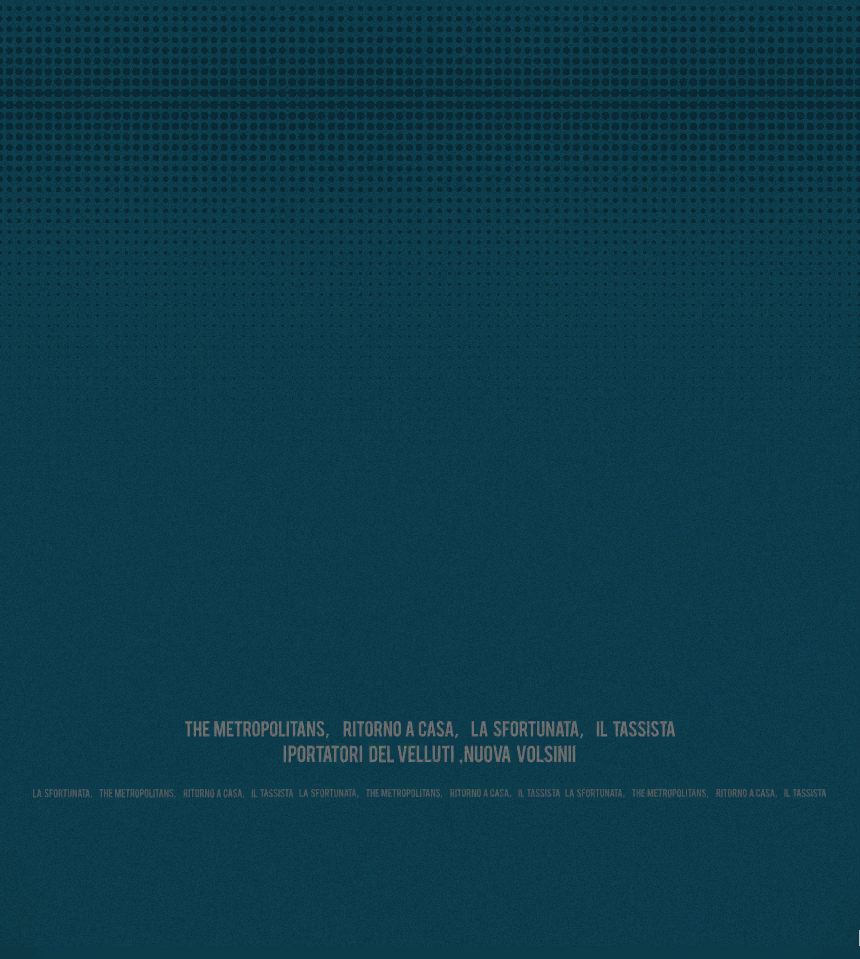 THE METROPOLITANS, RITORNO A CASA, LA SFORTUNATA, IL TASSISTA
IPORTATORI DEL VELLUTI ,NUOVA VOLSINII
LA SFORTUNATA, THE METROPOLITANS, RITORNO A CASA, IL TASSISTA LA SFORTUNATA, THE METROPOLITANS, RITORNO A CASA, IL TASSISTA LA SFORTUNATA, THE METROPOLITANS, RITORNO A CASA, IL TASSISTA